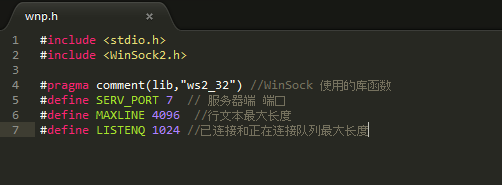 wnp.h ×
1 #include <stdio.h>
2 #include <WinSock2.h>
3
4 #pragma comment(lib,"ws2_32") //WinSock 使用的库函数
5 #define SERV_PORT 7 // 服务器端 端口
6 #define MAXLINE 4096 //行文本最大长度
7 #define LISTENQ 1024 //已连接和正在连接队列最大长度